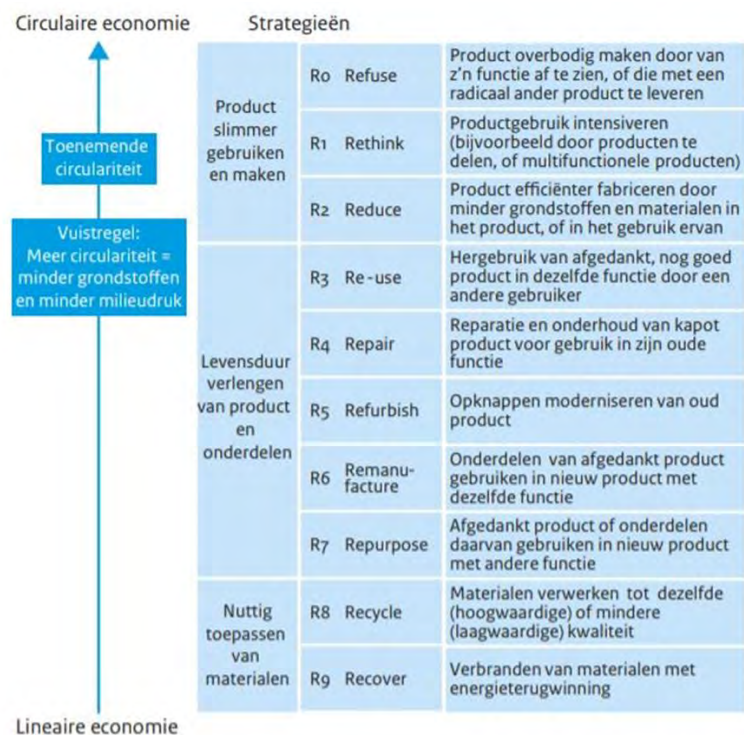 Circulaire economie
Strategieën
Toenemende
circulariteit
Vuistregel:
Meer circulariteit =
minder grondstoffen
en minder milieudruk
Lineaire economie
Product
slimmer
gebruiken
en maken
Ro Refuse
Product overbodig maken door van
z'n functie af te zien, of die met een
radicaal ander product te leveren
R1 Rethink
Productgebruik intensiveren
(bijvoorbeeld door producten te
delen, of multifunctionele producten)
R2 Reduce
Product efficiënter fabriceren door
minder grondstoffen en materialen in
het product, of in het gebruik ervan
Levensduur
verlengen
van product
en
onderdelen
R3 Re-use
Hergebruik van afgedankt, nog goed
product in dezelfde functie door een
andere gebruiker
R4 Repair
Reparatie en onderhoud van kapot
product voor gebruik in zijn oude
functie
R5 Refurbish
Opknappen moderniseren van oud
product
R6 Remanu-
facture
Onderdelen van afgedankt product
gebruiken in nieuw product met
dezelfde functie
R7 Repurpose
Afgedankt product of onderdelen
daarvan gebruiken in nieuw product
met andere functie
Nuttig
toepassen
van
materialen
R8 Recycle
Materialen verwerken tot dezelfde
(hoogwaardige) of mindere
(laagwaardige) kwaliteit
R9 Recover
Verbranden van materialen met
energieterugwinning